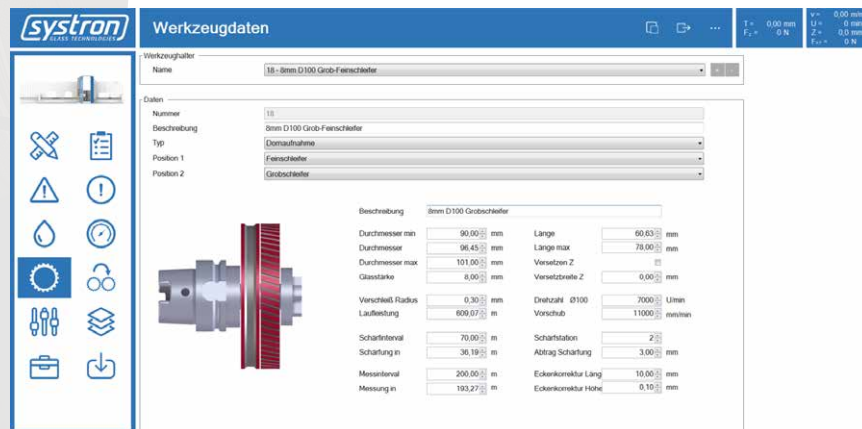 systron
GLASS TECHNOLOGIES
Werkzeugdaten
...
T = 0,00 mm
F₂ = 0 N
v = 0,00 m/m
U = 0 min
Z = 0,0 mm
0 N
Werkzeughalter
Name 18 - 8mm D100 Grob-Feinschleifer + -
Daten
Nummer 18
Beschreibung 8mm D100 Grob-Feinschleifer
Typ Dornaufnahme
Position 1 Feinschleifer
Position 2 Grobschleifer
Beschreibung 8mm D100 Grobschleifer
Durchmesser min 90,00 mm Länge 60,63 mm
Durchmesser 96,45 mm Länge max 78,00 mm
Durchmesser max 101,00 mm Versetzen Z
Glasstärke 8,00 mm Versetzbreite Z 0,00 mm
Verschleiß Radius 0,30 mm Drehzahl Ø100 7000 U/min
Laufleistung 609,07 m Vorschub 11000 mm/min
Schärfinterval 70,00 m Schärfstation 2
Schärfung in 36,19 m Abtrag Schärfung 3,00 mm
Messinterval 200,00 m Eckenkorrektur Läng 10,00 mm
Messung in 193,27 m Eckenkorrektur Höhe 0,10 mm